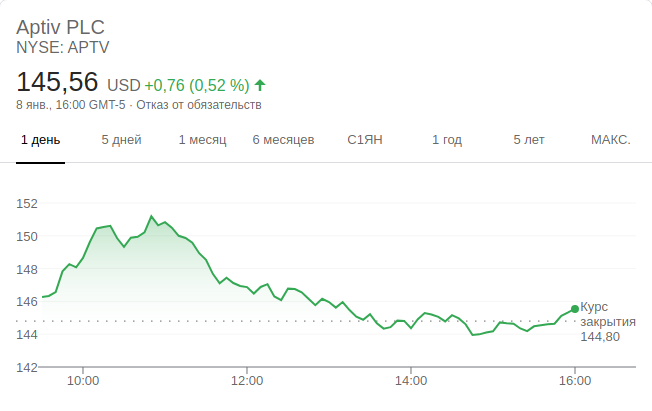 Aptiv PLC
NYSE: APTV
145,56 USD +0,76 (0,52 %)
8 янв., 16:00 GMT-5 · Отказ от обязательств
1 день 5 дней 1 месяц 6 месяцев С1ЯН 1 год 5 лет МАКС.
152
150
148
146
144
142
Курс
закрытия
144,80
10:00 12:00 14:00 16:00